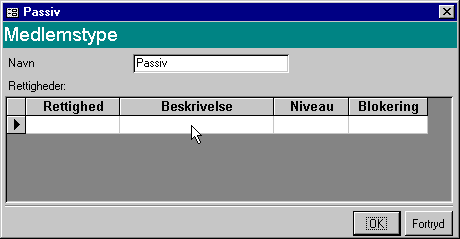 Passiv
Medlemstype
Navn Passiv
Rettigheder:
Rettighed Beskrivelse Niveau Blokering
OK Fortryd